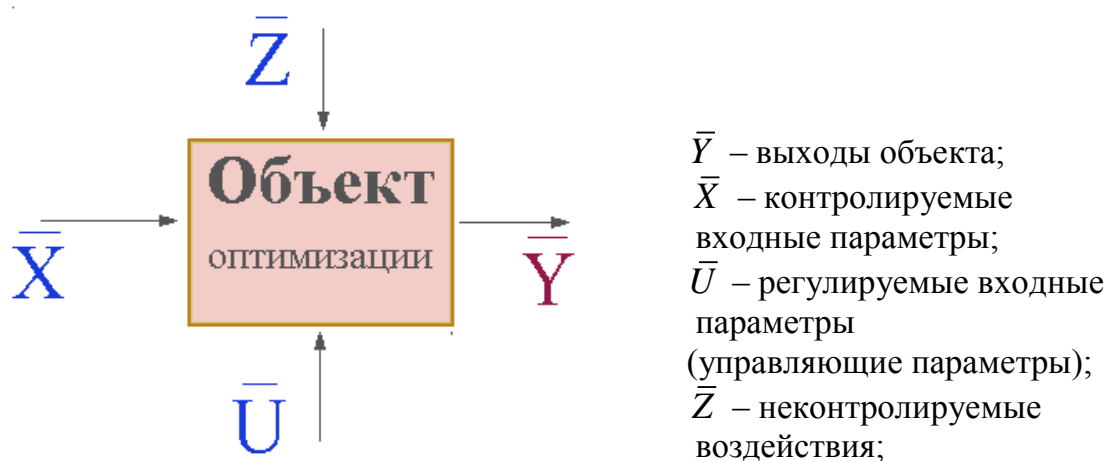 Z̅
Объект
оптимизации
X̅
Y̅
U̅
Y̅ – выходы объекта;
X̅ – контролируемые
входные параметры;
U̅ – регулируемые входные
параметры
(управляющие параметры);
Z̅ – неконтролируемые
воздействия;